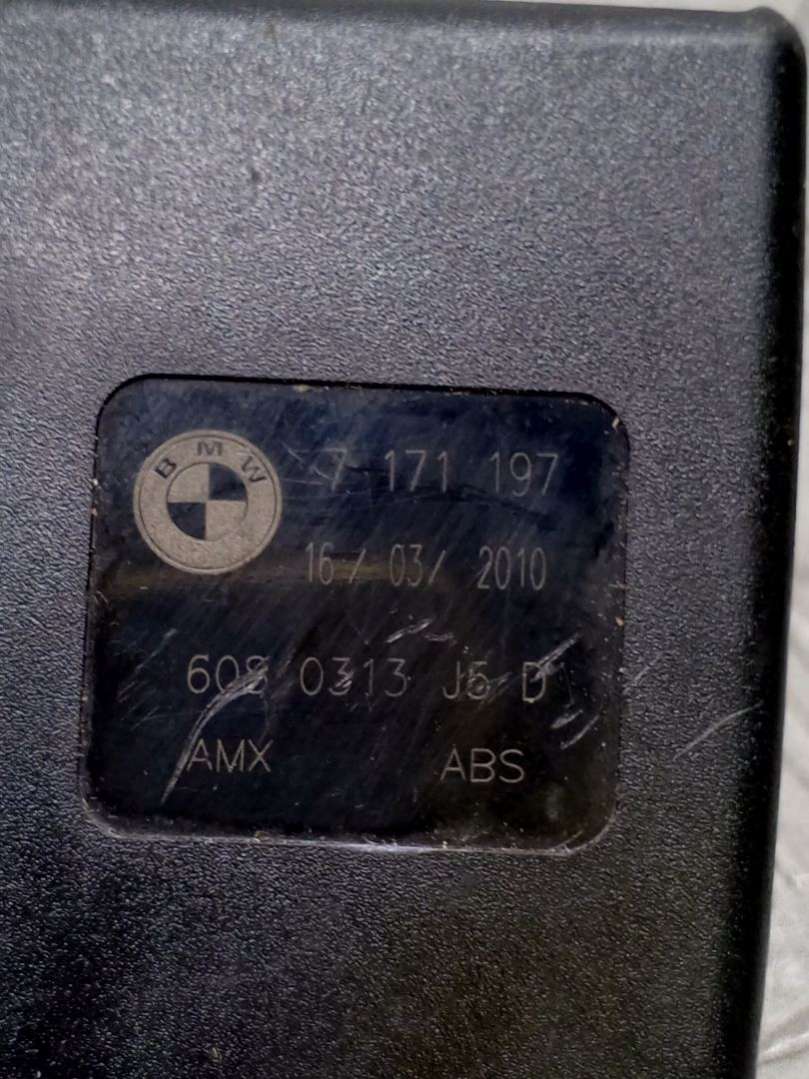 BMW
7 171 197
16/ 03/ 2010
608 0313 J5 D
AMX ABS